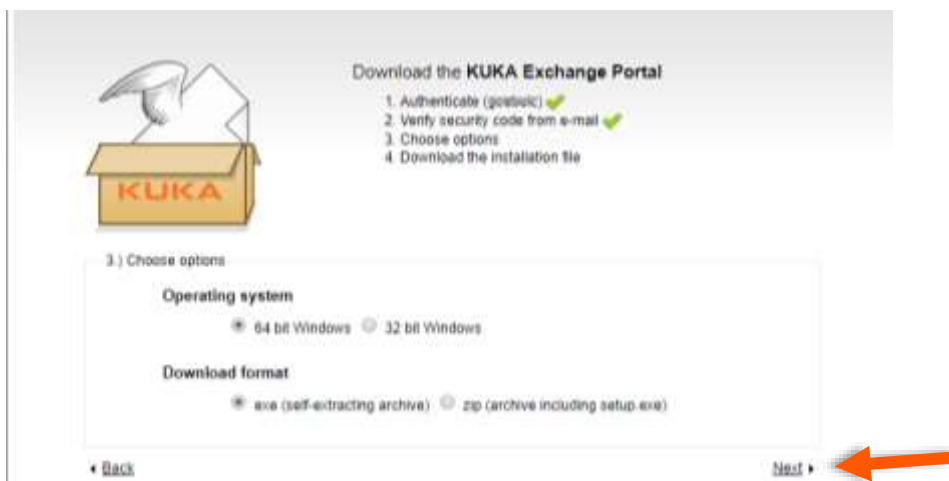 Download the KUKA Exchange Portal
1. Authenticate
2. Verify security code from e-mail
3. Choose options
4. Download the installation file
KUKA
3.) Choose options
Operating system
64 bit Windows 32 bit Windows
Download format
exe (self-extracting archive) zip (archive including setup.exe)
Back Next